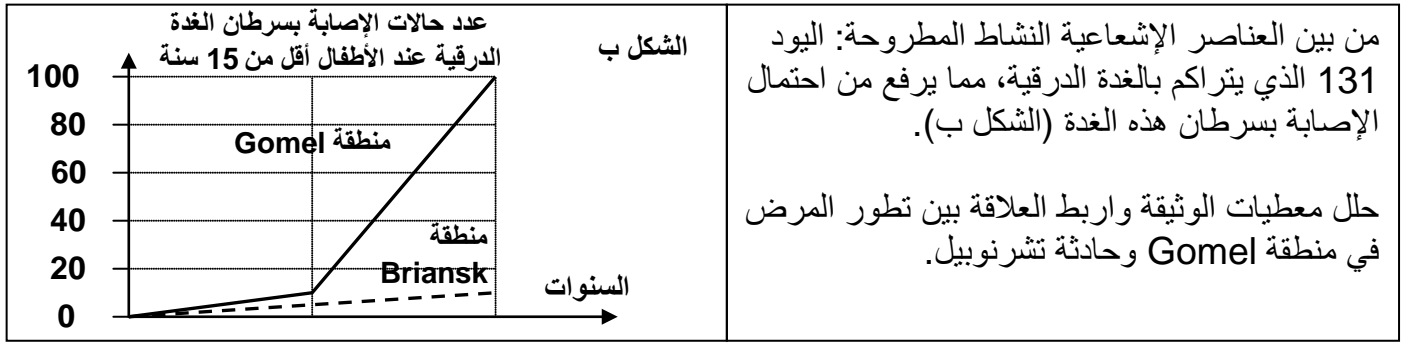 من بين العناصر الإشعاعية النشاط المطروحة: اليود
131 الذي يتراكم بالغدة الدرقية، مما يرفع من احتمال
الإصابة بسرطان هذه الغدة (الشكل ب).
حلل معطيات الوثيقة واربط العلاقة بين تطور المرض
في منطقة Gomel وحادثة تشرنوبيل.
الشكل ب
عدد حالات الإصابة بسرطان الغدة
الدرقية عند الأطفال أقل من 15 سنة
100
80
60
40
20
0
منطقة Gomel
منطقة
Briansk
السنوات